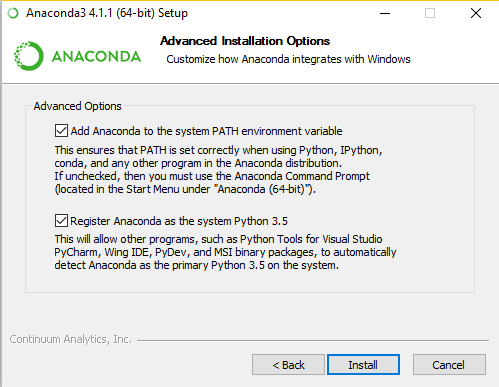 Anaconda3 4.1.1 (64-bit) Setup
Advanced Installation Options
Customize how Anaconda integrates with Windows
ANACONDA
Advanced Options
Add Anaconda to the system PATH environment variable
This ensures that PATH is set correctly when using Python, IPython,
conda, and any other program in the Anaconda distribution.
If unchecked, then you must use the Anaconda Command Prompt
(located in the Start Menu under "Anaconda (64-bit)").
Register Anaconda as the system Python 3.5
This will allow other programs, such as Python Tools for Visual Studio
PyCharm, Wing IDE, PyDev, and MSI binary packages, to automatically
detect Anaconda as the primary Python 3.5 on the system.
Continuum Analytics, Inc.
< Back
Install
Cancel